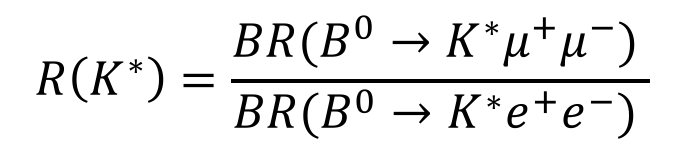 R(K*) = BR(B⁰ → K*μ⁺μ⁻) / BR(B⁰ → K*e⁺e⁻)